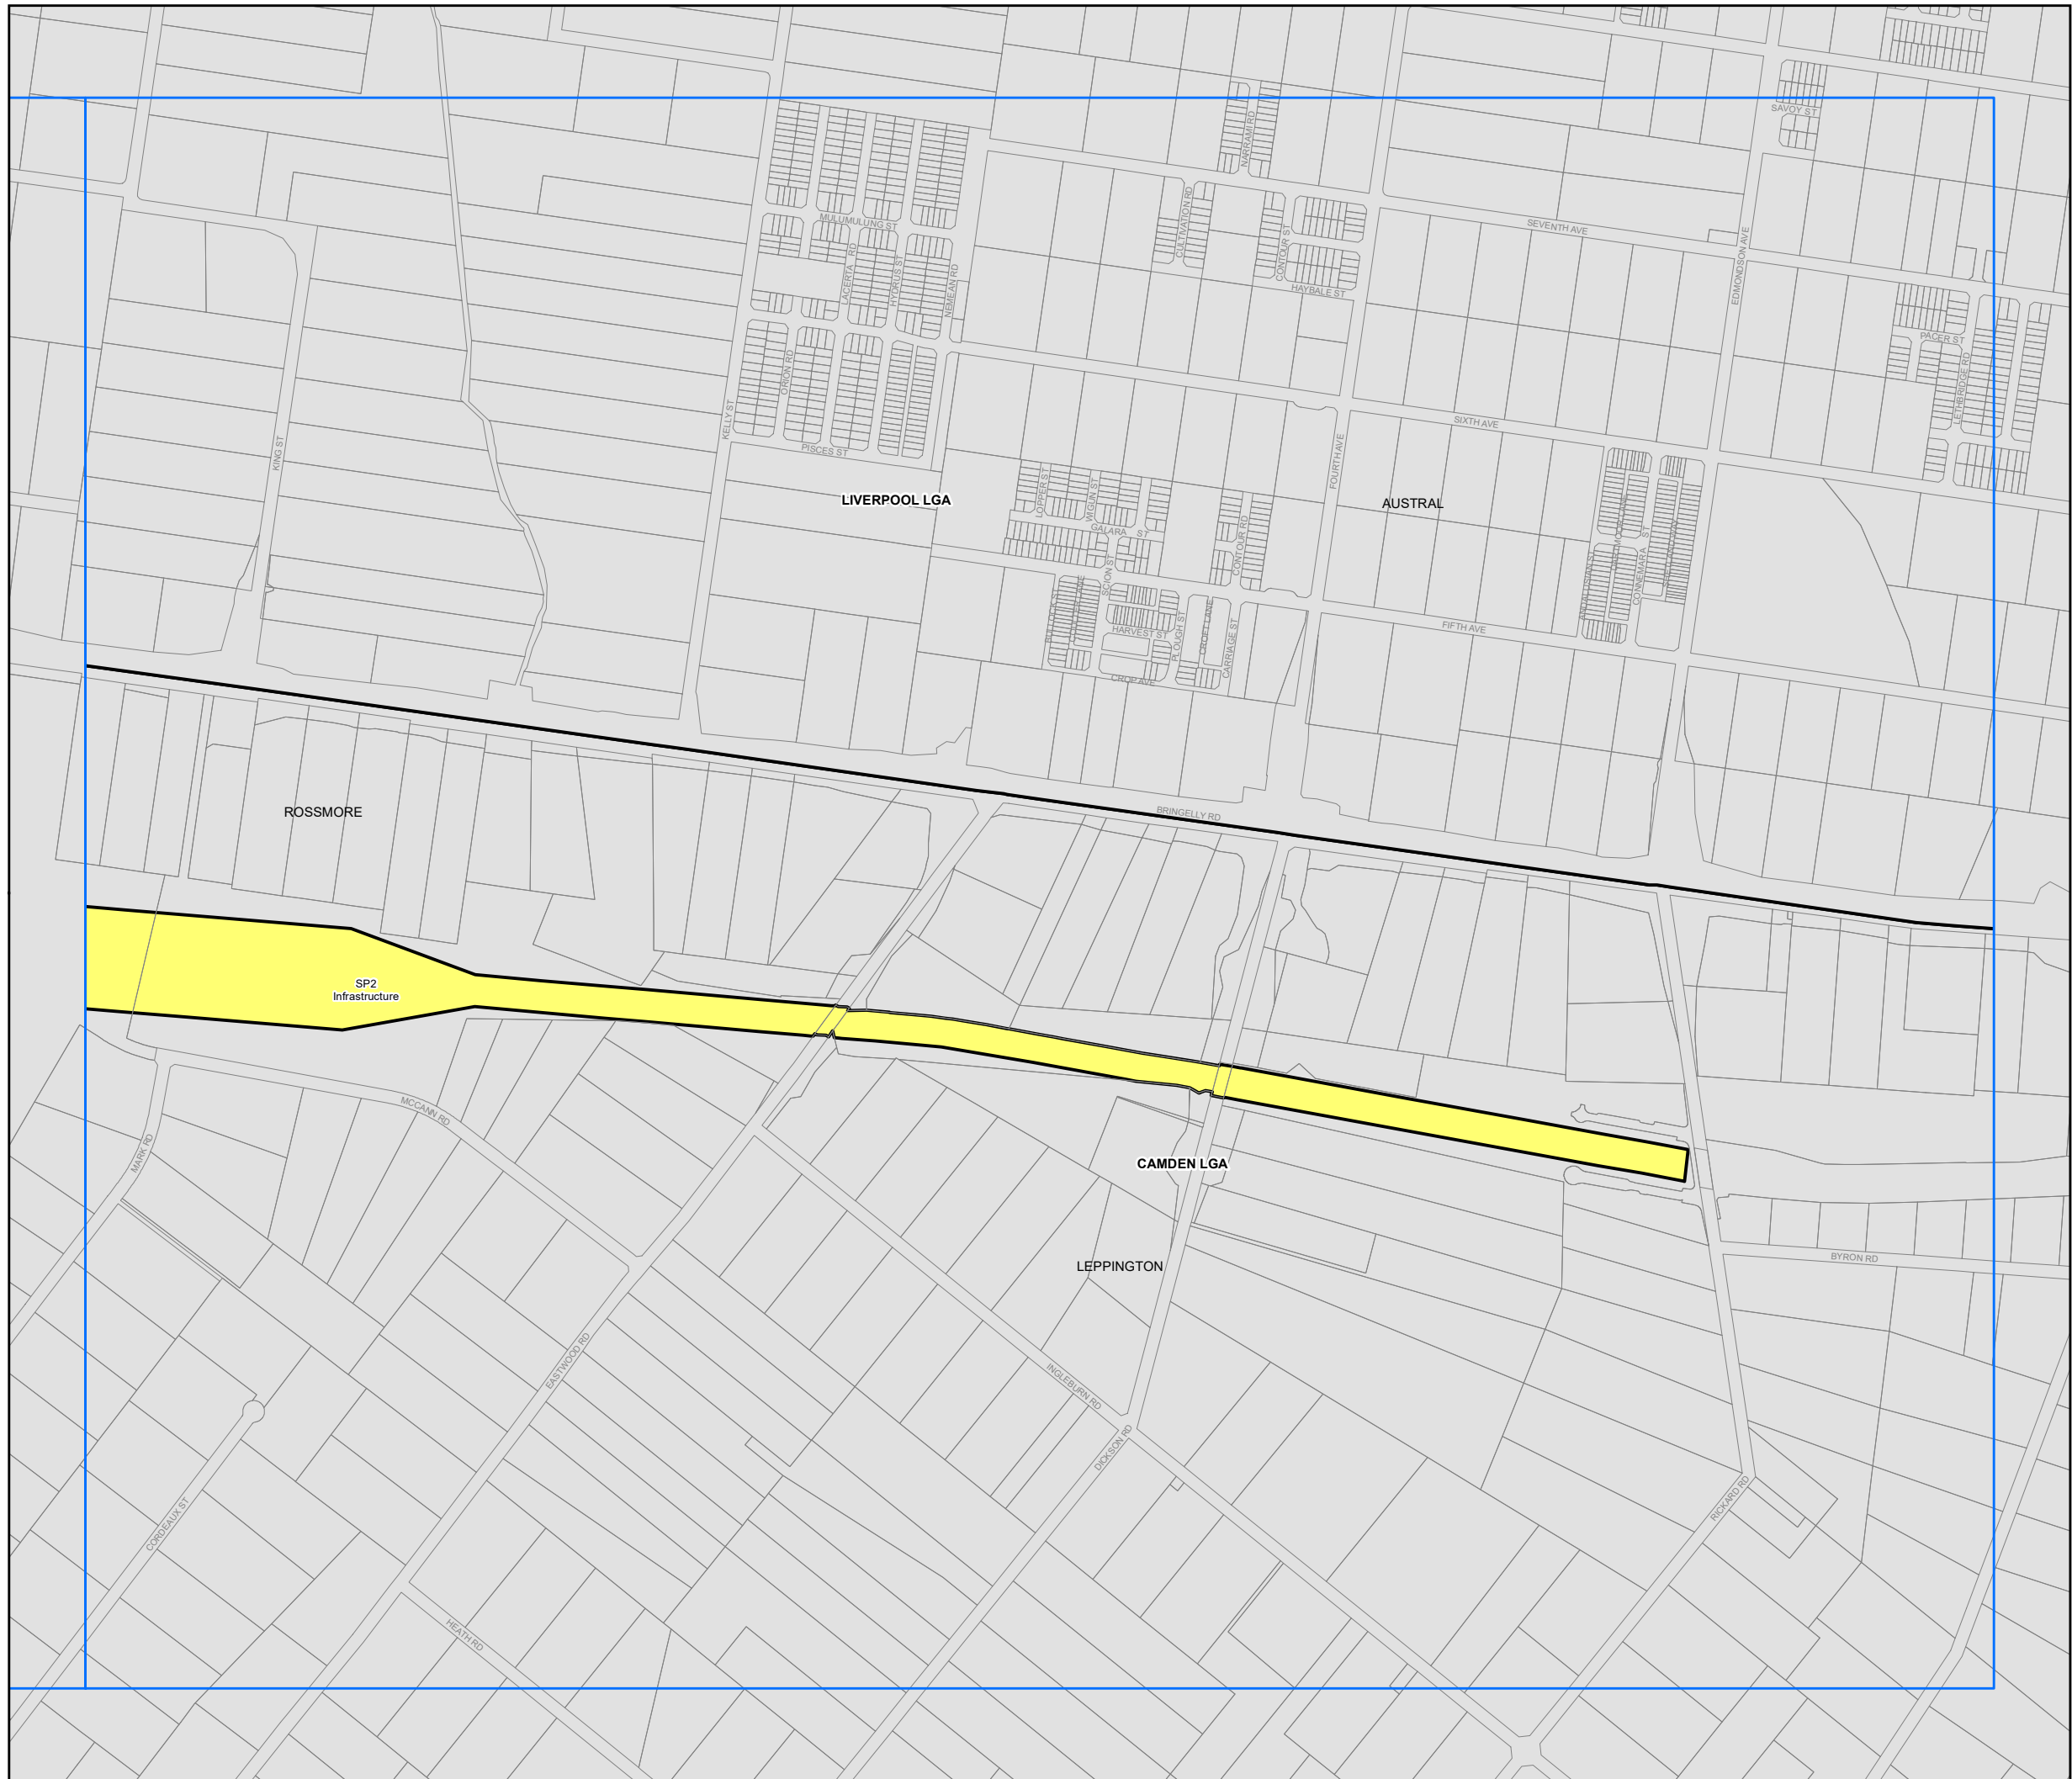 SAVOY ST
NARRAMI RD
CULTIVATION RD
MULUMULUNG ST
SEVENTH AVE
LACERTA RD
HYDRUS ST
NEMEAN RD
CONTOUR ST
HAYBALE ST
EDMONDSON AVE
PACER ST
LETHBRIDGE RD
ORION RD
KELLY ST
PISCES ST
KING ST
SIXTH AVE
FOURTH AVE
LIVERPOOL LGA
AUSTRAL
LOPPER ST
WIGUN ST
GALARA ST
CONTOUR RD
SCION ST
CONNEMARA ST
HARVEST ST
PLOUGH ST
CROFT LANE
CARRIAGE ST
CROP AVE
FIFTH AVE
BRINGELLY RD
ROSSMORE
SP2
Infrastructure
MCCANN RD
MARK RD
CAMDEN LGA
LEPPINGTON
BYRON RD
EASTWOOD RD
INGLEBURN RD
DICKSON RD
RICKARD RD
CORDEAUX ST
HEATH RD